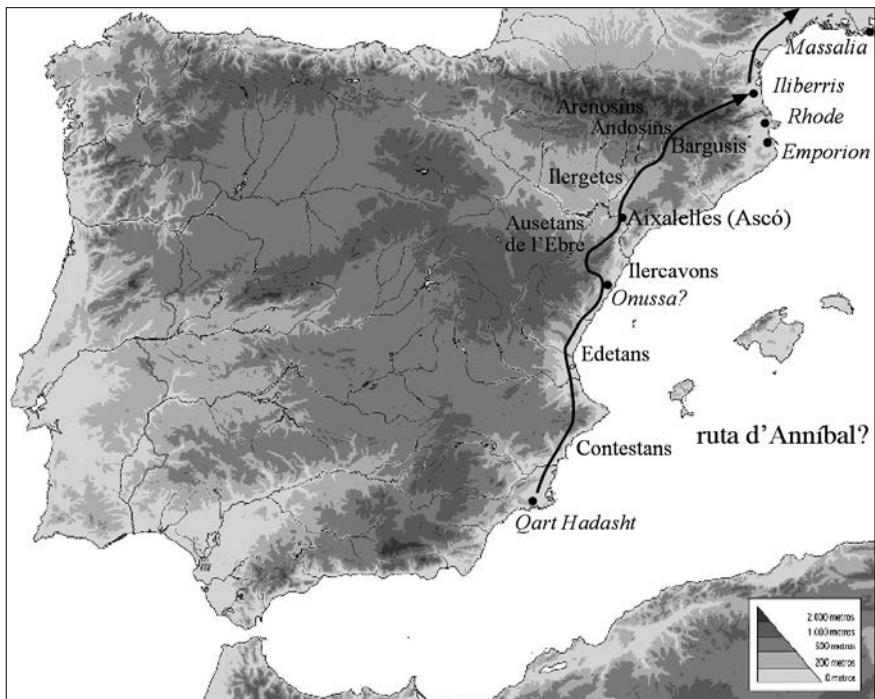 Massalia
Iliberris
Arenosins
Rhode
Andosins
Bargusis
Emporion
Ilergetes
Ausetans
de l’Ebre
Aixalelles (Ascó)
Ilercavons
Onussa?
Edetans
ruta d’Anníbal?
Contestans
Qart Hadasht
2.000 metros
1.000 metros
500 metros
200 metros
0 metros